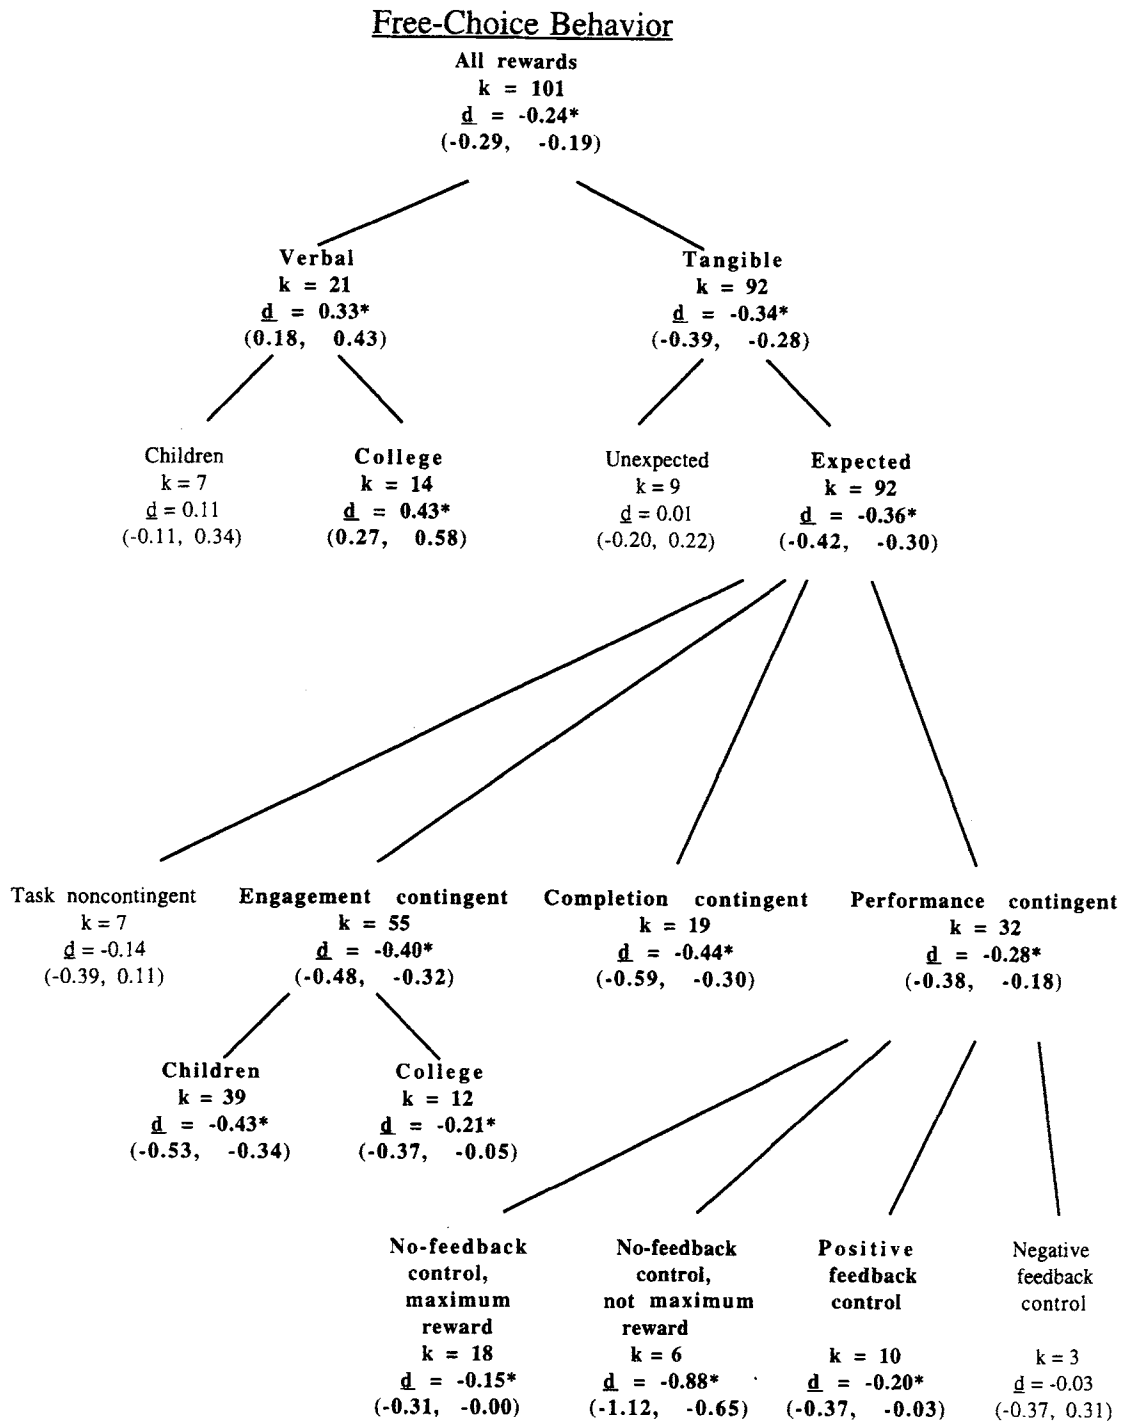 Free-Choice Behavior
All rewards
k = 101
d = -0.24*
(-0.29, -0.19)
Verbal
k = 21
d = 0.33*
(0.18, 0.43)
Tangible
k = 92
d = -0.34*
(-0.39, -0.28)
Children
k = 7
d = 0.11
(-0.11, 0.34)
College
k = 14
d = 0.43*
(0.27, 0.58)
Unexpected
k = 9
d = 0.01
(-0.20, 0.22)
Expected
k = 92
d = -0.36*
(-0.42, -0.30)
Task noncontingent
k = 7
d = -0.14
(-0.39, 0.11)
Engagement contingent
k = 55
d = -0.40*
(-0.48, -0.32)
Completion contingent
k = 19
d = -0.44*
(-0.59, -0.30)
Performance contingent
k = 32
d = -0.28*
(-0.38, -0.18)
Children
k = 39
d = -0.43*
(-0.53, -0.34)
College
k = 12
d = -0.21*
(-0.37, -0.05)
No-feedback
control,
maximum
reward
k = 18
d = -0.15*
(-0.31, -0.00)
No-feedback
control,
not maximum
reward
k = 6
d = -0.88*
(-1.12, -0.65)
Positive
feedback
control
k = 10
d = -0.20*
(-0.37, -0.03)
Negative
feedback
control
k = 3
d = -0.03
(-0.37, 0.31)